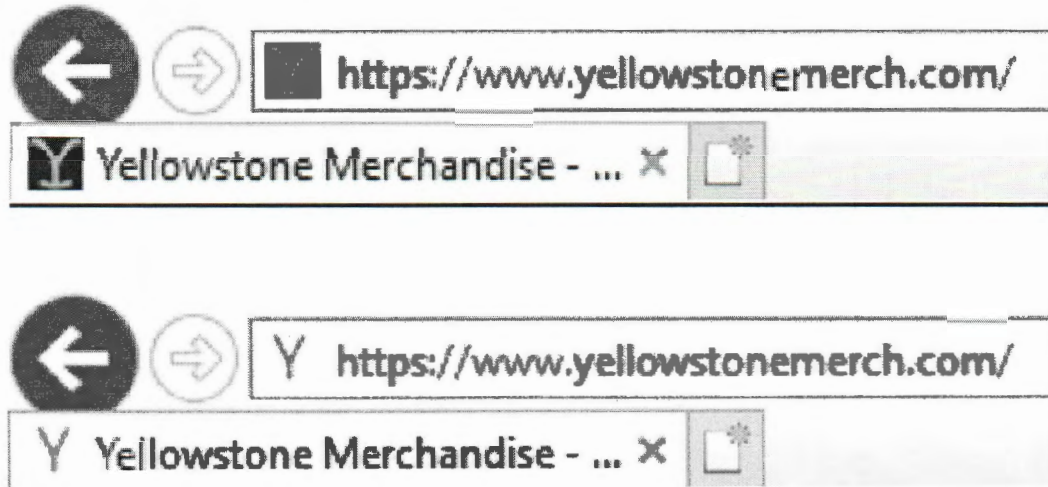 https://www.yellowstonemerch.com/
Y Yellowstone Merchandise - ... ×
Y https://www.yellowstonemerch.com/
Y Yellowstone Merchandise - ... ×